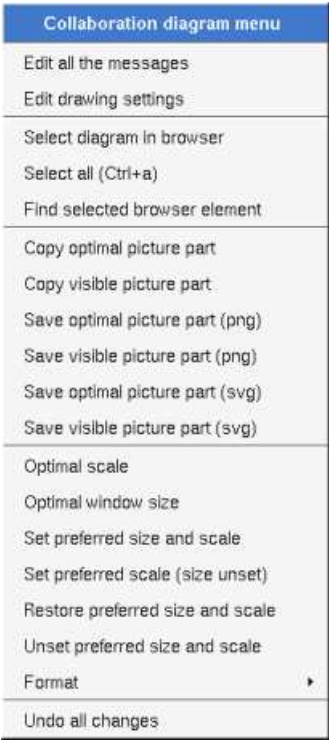 Collaboration diagram menu
Edit all the messages
Edit drawing settings
Select diagram in browser
Select all (Ctrl+a)
Find selected browser element
Copy optimal picture part
Copy visible picture part
Save optimal picture part (png)
Save visible picture part (png)
Save optimal picture part (svg)
Save visible picture part (svg)
Optimal scale
Optimal window size
Set preferred size and scale
Set preferred scale (size unset)
Restore preferred size and scale
Unset preferred size and scale
Format
Undo all changes